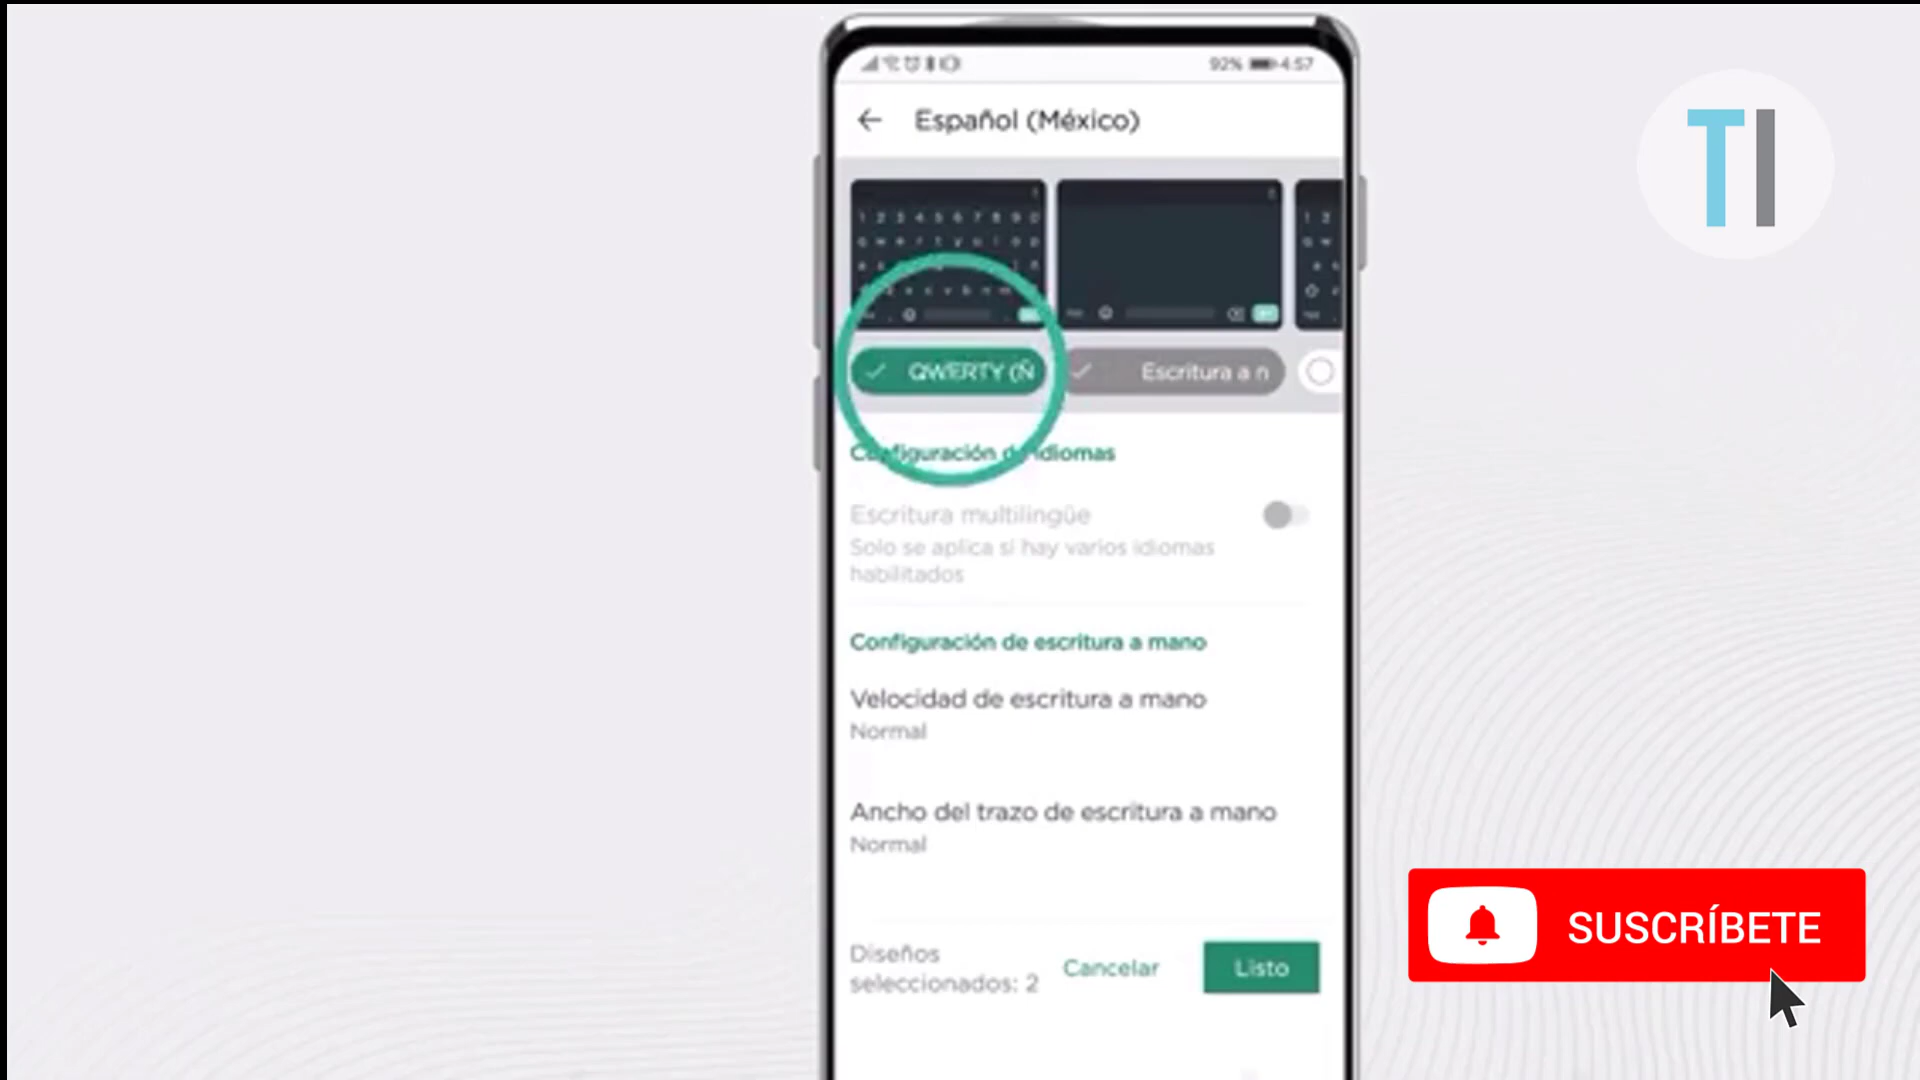 92% 4:57
Español (México)
TI
QWERTY (Ñ
Escritura a n
Configuración de idiomas
Escritura multilingüe
Solo se aplica si hay varios idiomas
habilitados
Configuración de escritura a mano
Velocidad de escritura a mano
Normal
Ancho del trazo de escritura a mano
Normal
Diseños
seleccionados: 2
Cancelar
Listo
SUSCRÍBETE